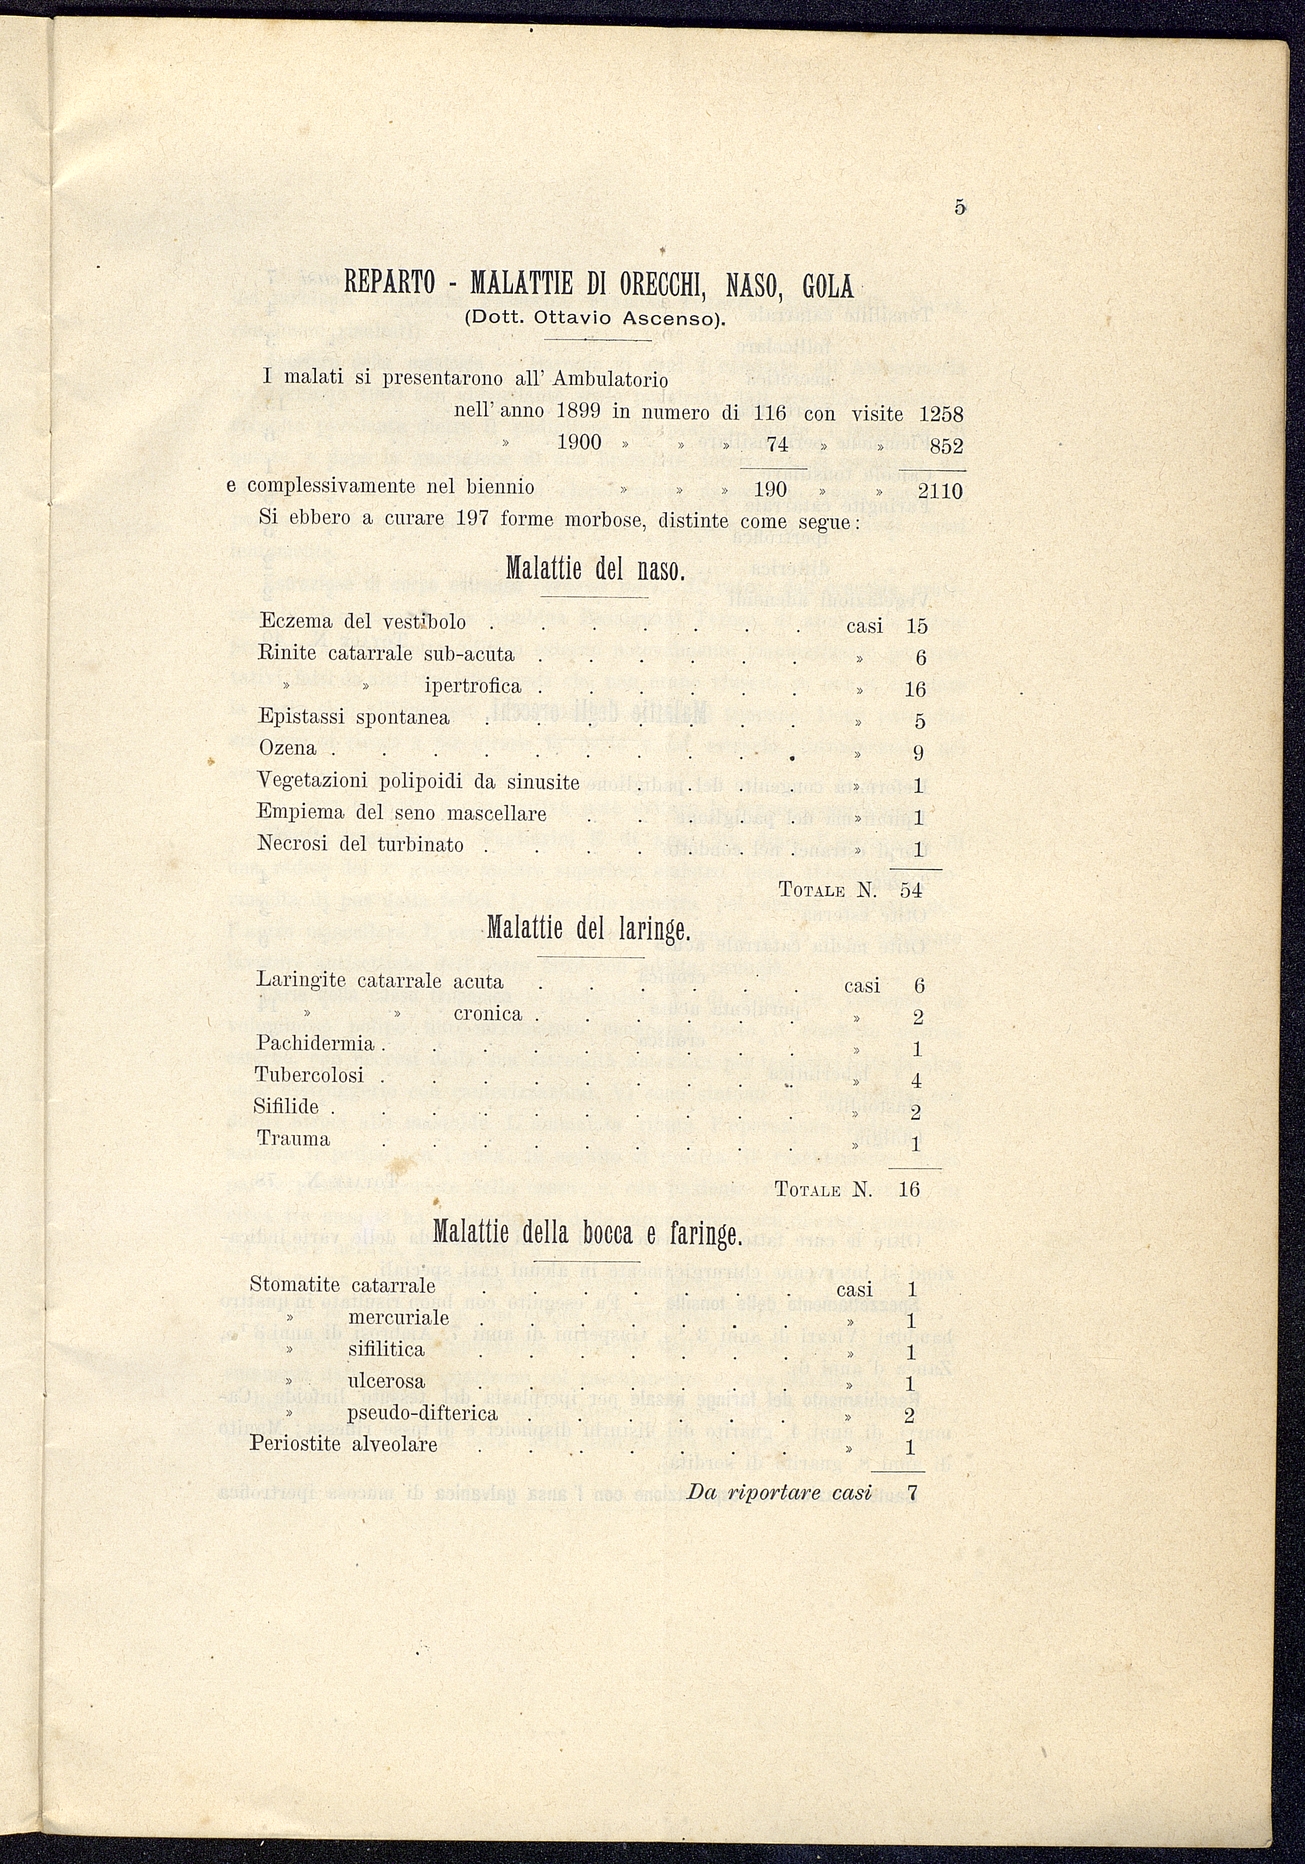 5
REPARTO - MALATTIE DI ORECCHI, NASO, GOLA
(Dott. Ottavio Ascenso).
I malati si presentarono all' Ambulatorio
nell' anno 1899 in numero di 116 con visite 1258
» 1900 » » » 74 » » 852
e complessivamente nel biennio » » » 190 » » 2110
Si ebbero a curare 197 forme morbose, distinte come segue:
Malattie del naso.
Eczema del vestibolo . . . . . . . casi 15
Rinite catarrale sub-acuta . . . . . . » 6
» » ipertrofica . . . . . . » 16
Epistassi spontanea . . . . . . . » 5
Ozena . . . . . . . . . . » 9
Vegetazioni polipoidi da sinusite . . . . » 1
Empiema del seno mascellare . . . . . » 1
Necrosi del turbinato . . . . . . . » 1
TOTALE N. 54
Malattie del laringe.
Laringite catarrale acuta . . . . . . casi 6
» » cronica . . . . . . » 2
Pachidermia . . . . . . . . . » 1
Tubercolosi . . . . . . . . . » 4
Sifilide . . . . . . . . . . » 2
Trauma . . . . . . . . . » 1
TOTALE N. 16
Malattie della bocca e faringe.
Stomatite catarrale . . . . . . . casi 1
» mercuriale . . . . . . . » 1
» sifilitica . . . . . . . » 1
» ulcerosa . . . . . . . » 1
» pseudo-difterica . . . . . . » 2
Periostite alveolare . . . . . . . » 1
Da riportare casi 7